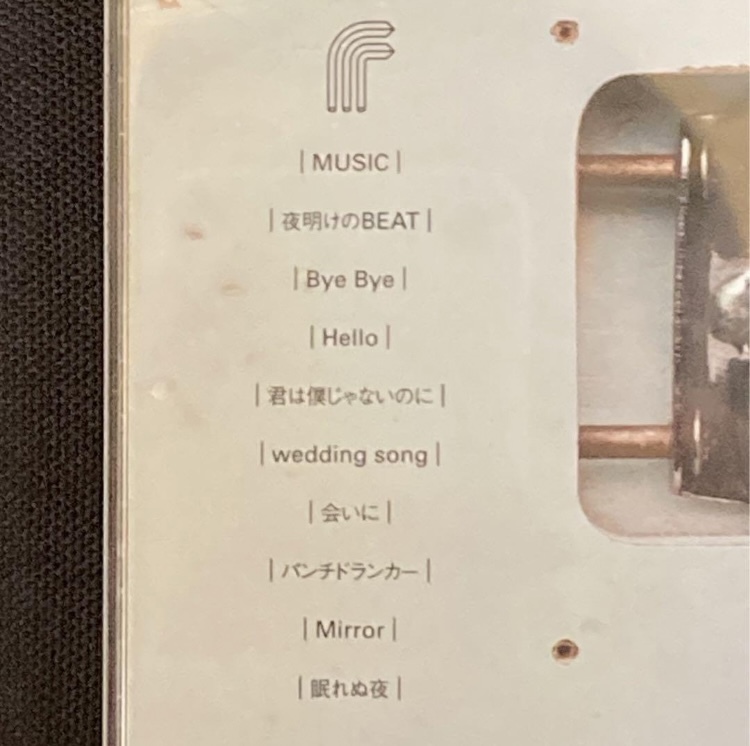 | MUSIC |
| 夜明けのBEAT |
| Bye Bye |
| Hello |
| 君は僕じゃないのに |
| wedding song |
| 会いに |
| パンチドランカー |
| Mirror |
| 眠れぬ夜 |